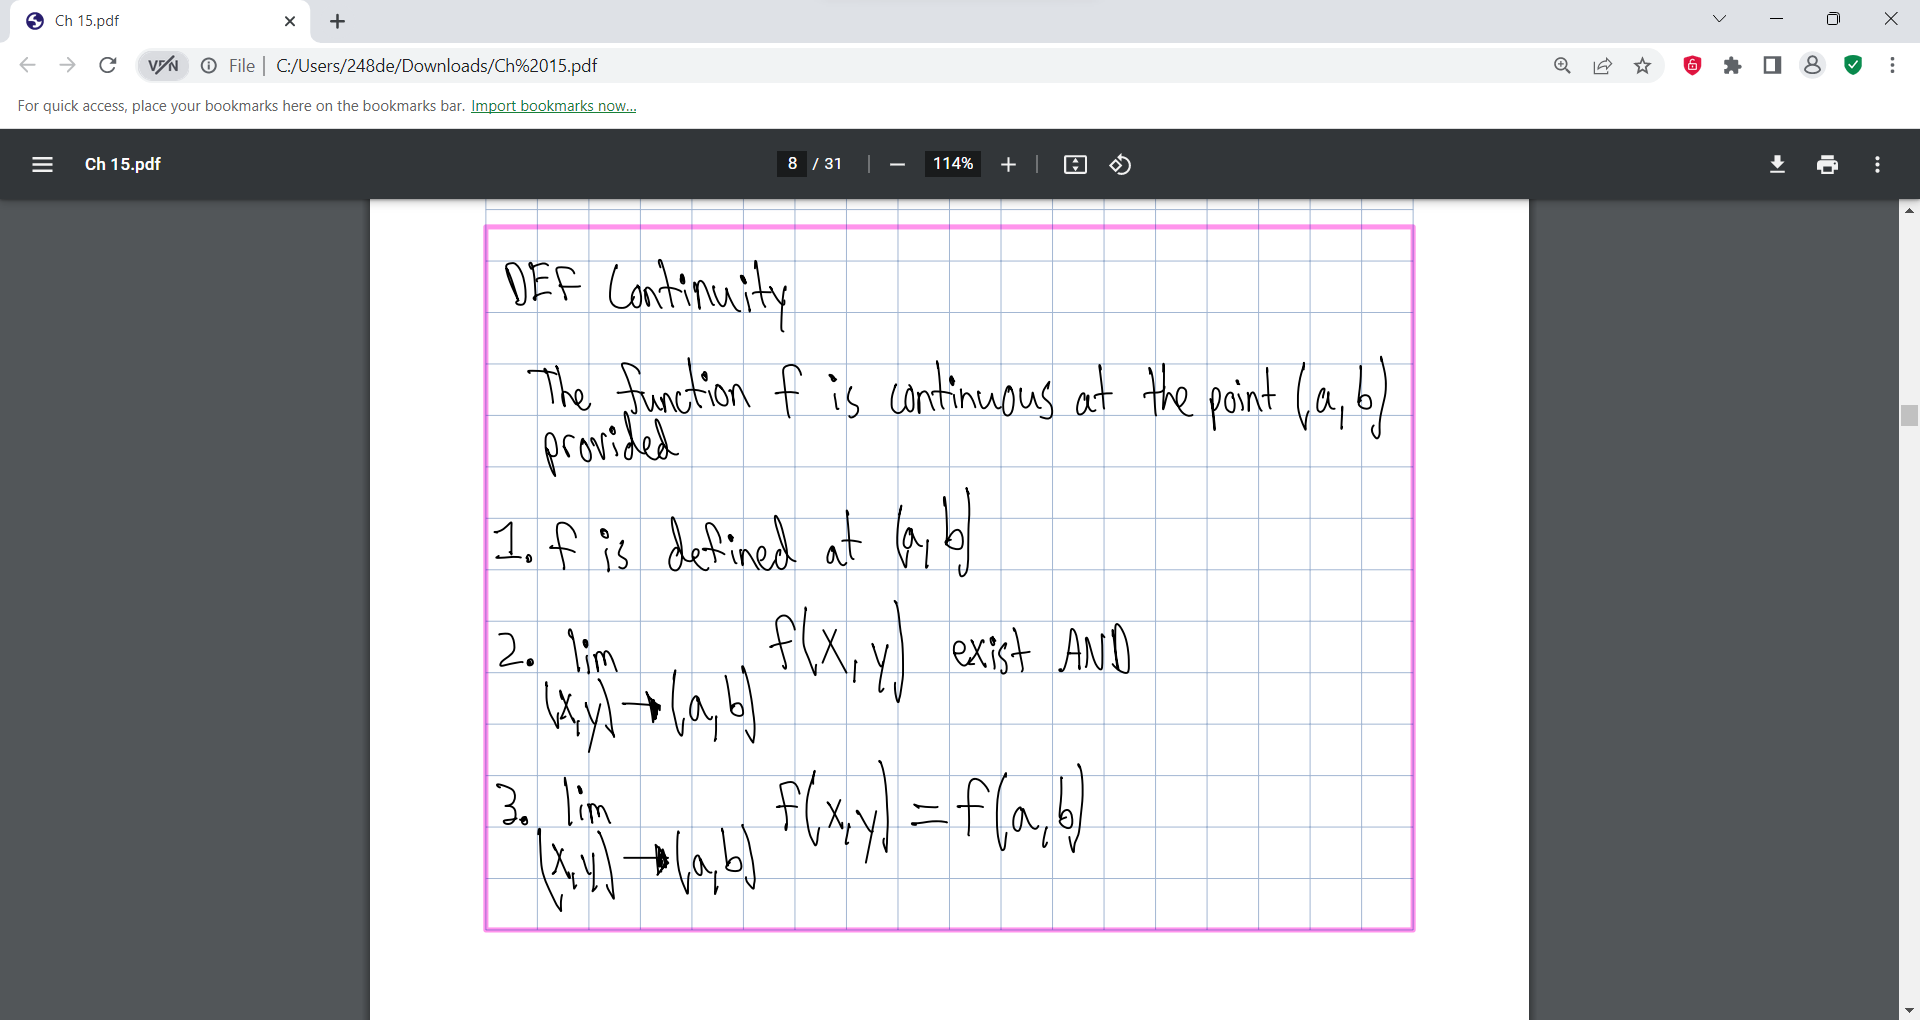 Ch 15.pdf
VPN File C:/Users/248de/Downloads/Ch%2015.pdf
For quick access, place your bookmarks here on the bookmarks bar. Import bookmarks now...
Ch 15.pdf 8 / 31 114%
DEF Continuity
The function f is continuous at the point (a, b)
provided
1. f is defined at (a, b)
2. lim f(x, y) exist AND
(x,y)→(a,b)
3. lim f(x,y) = f(a,b)
(x,y)→(a,b)